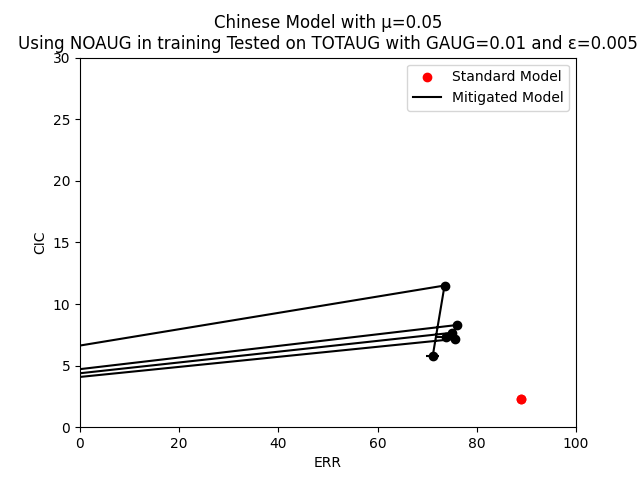 Chinese Model with μ=0.05
Using NOAUG in training Tested on TOTAUG with GAUG=0.01 and ε=0.005
Standard Model
Mitigated Model
30
25
20
15
10
5
0
CIC
0 20 40 60 80 100
ERR